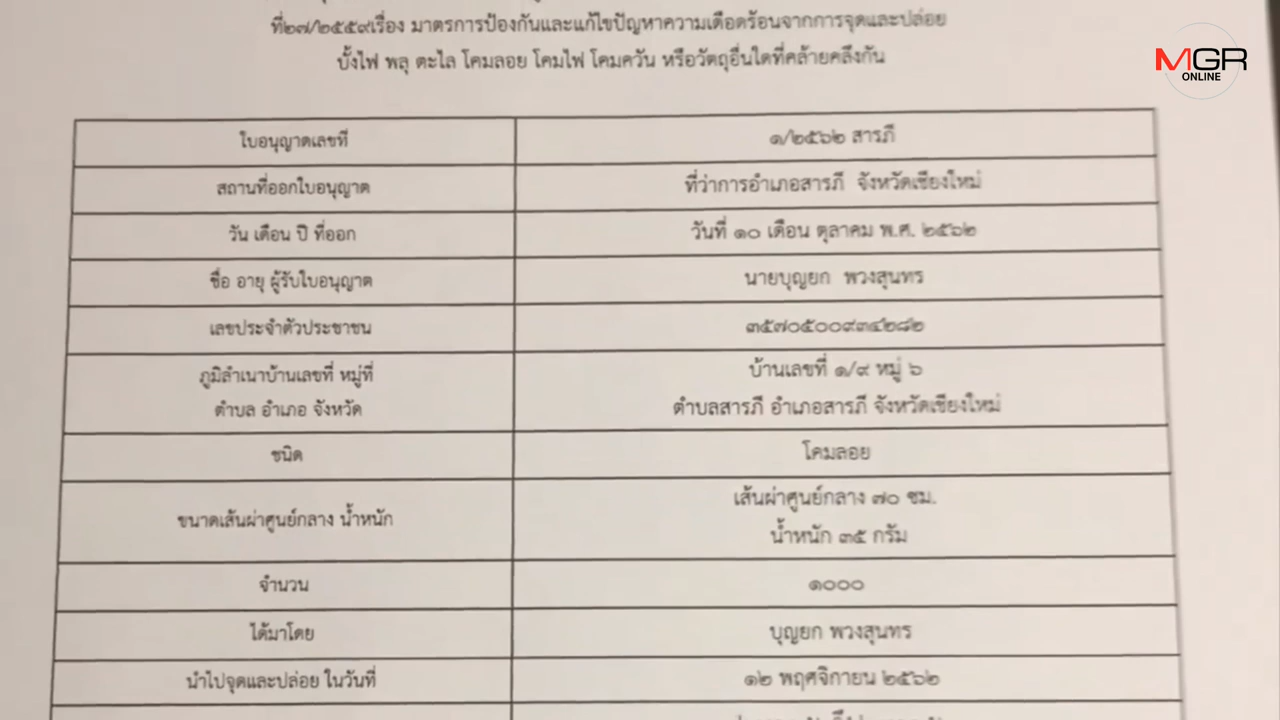 ที่๒๗/๒๕๕๙เรื่อง มาตรการป้องกันและแก้ไขปัญหาความเดือดร้อนจากการจุดและปล่อย
บั้งไฟ พลุ ตะไล โคมลอย โคมไฟ โคมควัน หรือวัตถุอื่นใดที่คล้ายคลึงกัน
MGR
ONLINE
ใบอนุญาตเลขที่ ๑/๒๕๖๒ สารภี
สถานที่ออกใบอนุญาต ที่ว่าการอำเภอสารภี จังหวัดเชียงใหม่
วัน เดือน ปี ที่ออก วันที่ ๑๐ เดือน ตุลาคม พ.ศ. ๒๕๖๒
ชื่อ อายุ ผู้รับใบอนุญาต นายบุญยก พวงสุนทร
เลขประจำตัวประชาชน ๓๕๗๐๕๐๐๙๓๔๒๘๒
ภูมิลำเนาบ้านเลขที่ หมู่ที่ บ้านเลขที่ ๑/๙ หมู่ ๖
ตำบล อำเภอ จังหวัด ตำบลสารภี อำเภอสารภี จังหวัดเชียงใหม่
ชนิด โคมลอย
ขนาดเส้นผ่าศูนย์กลาง น้ำหนัก เส้นผ่าศูนย์กลาง ๗๐ ซม.
น้ำหนัก ๓๕ กรัม
จำนวน ๑๐๐๐
ได้มาโดย บุญยก พวงสุนทร
นำไปจุดและปล่อย ในวันที่ ๑๒ พฤศจิกายน ๒๕๖๒